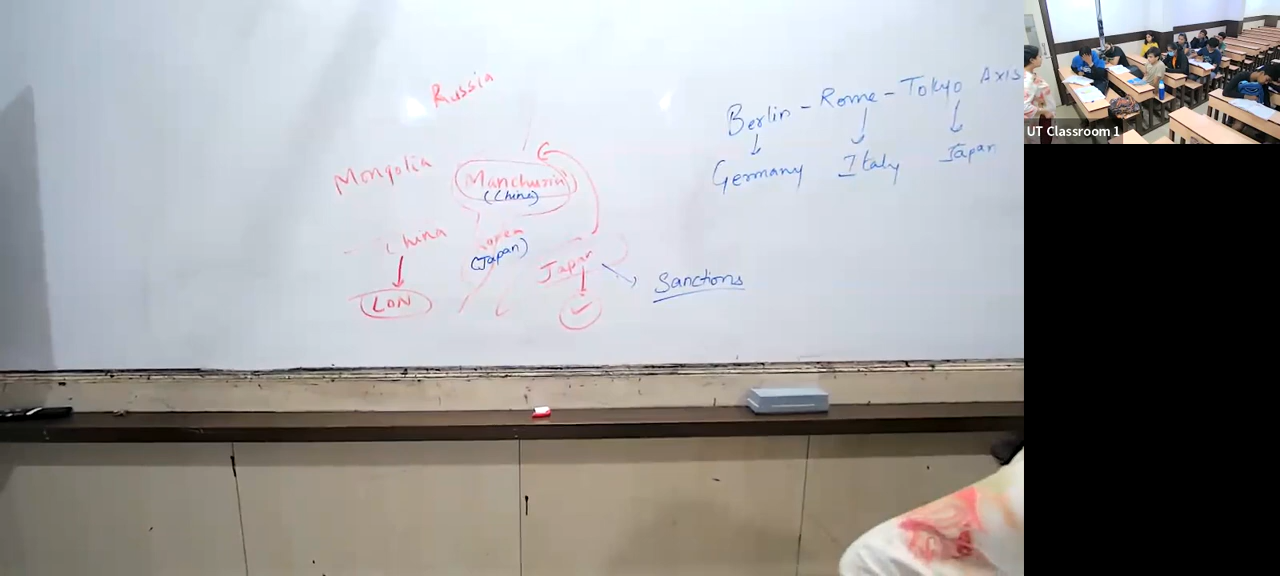 Russia
Mongolia
Manchuria
(China)
China
Korea
(Japan)
Japan
LON
Sanctions
Berlin - Rome - Tokyo Axis
Germany Italy Japan
UT Classroom 1